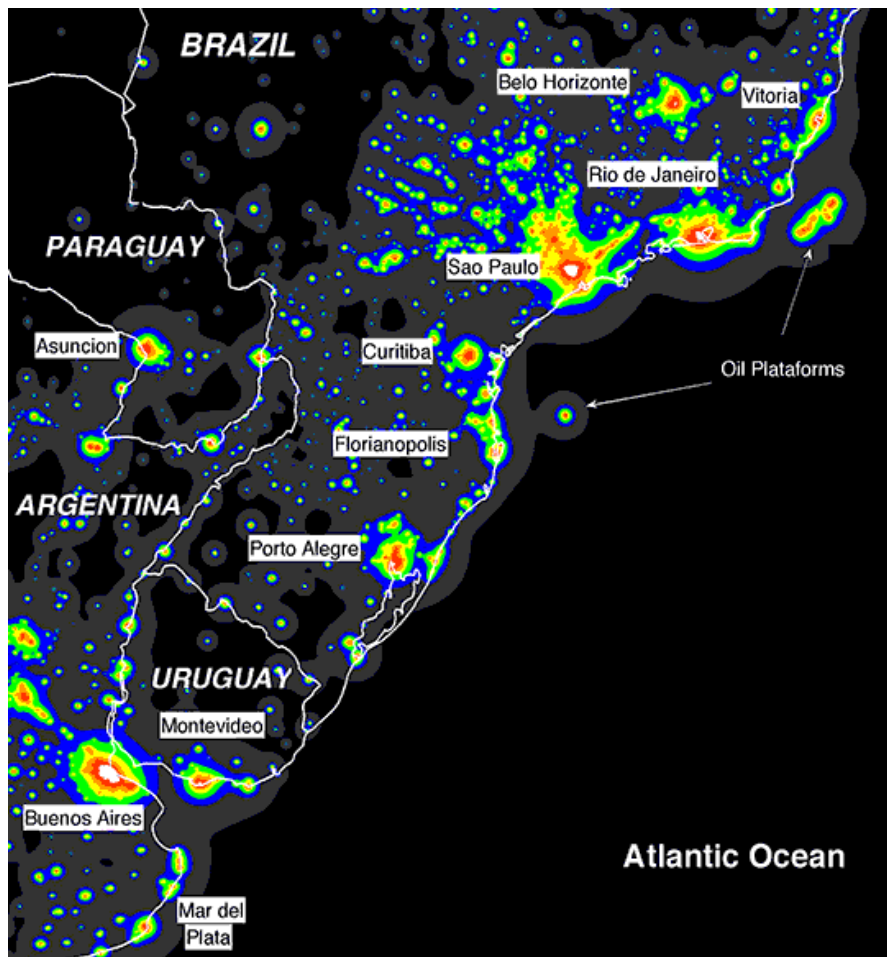 BRAZIL
Belo Horizonte
Vitoria
Rio de Janeiro
PARAGUAY
Sao Paulo
Asuncion
Curitiba
Oil Plataforms
Florianopolis
ARGENTINA
Porto Alegre
URUGUAY
Montevideo
Buenos Aires
Atlantic Ocean
Mar del
Plata